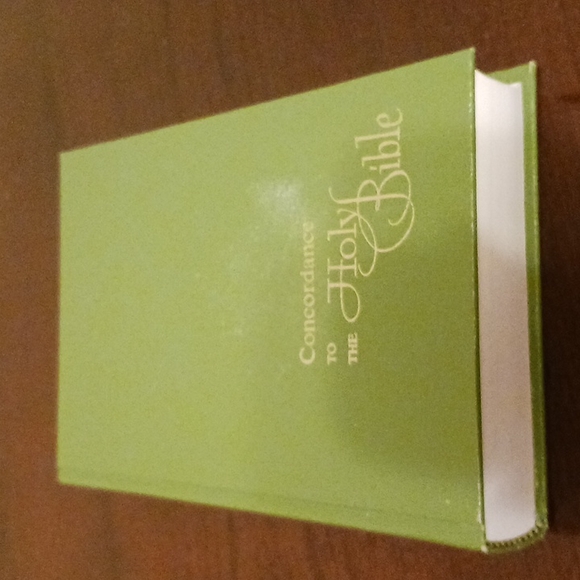 Concordance
TO
THE
Holy
Bible